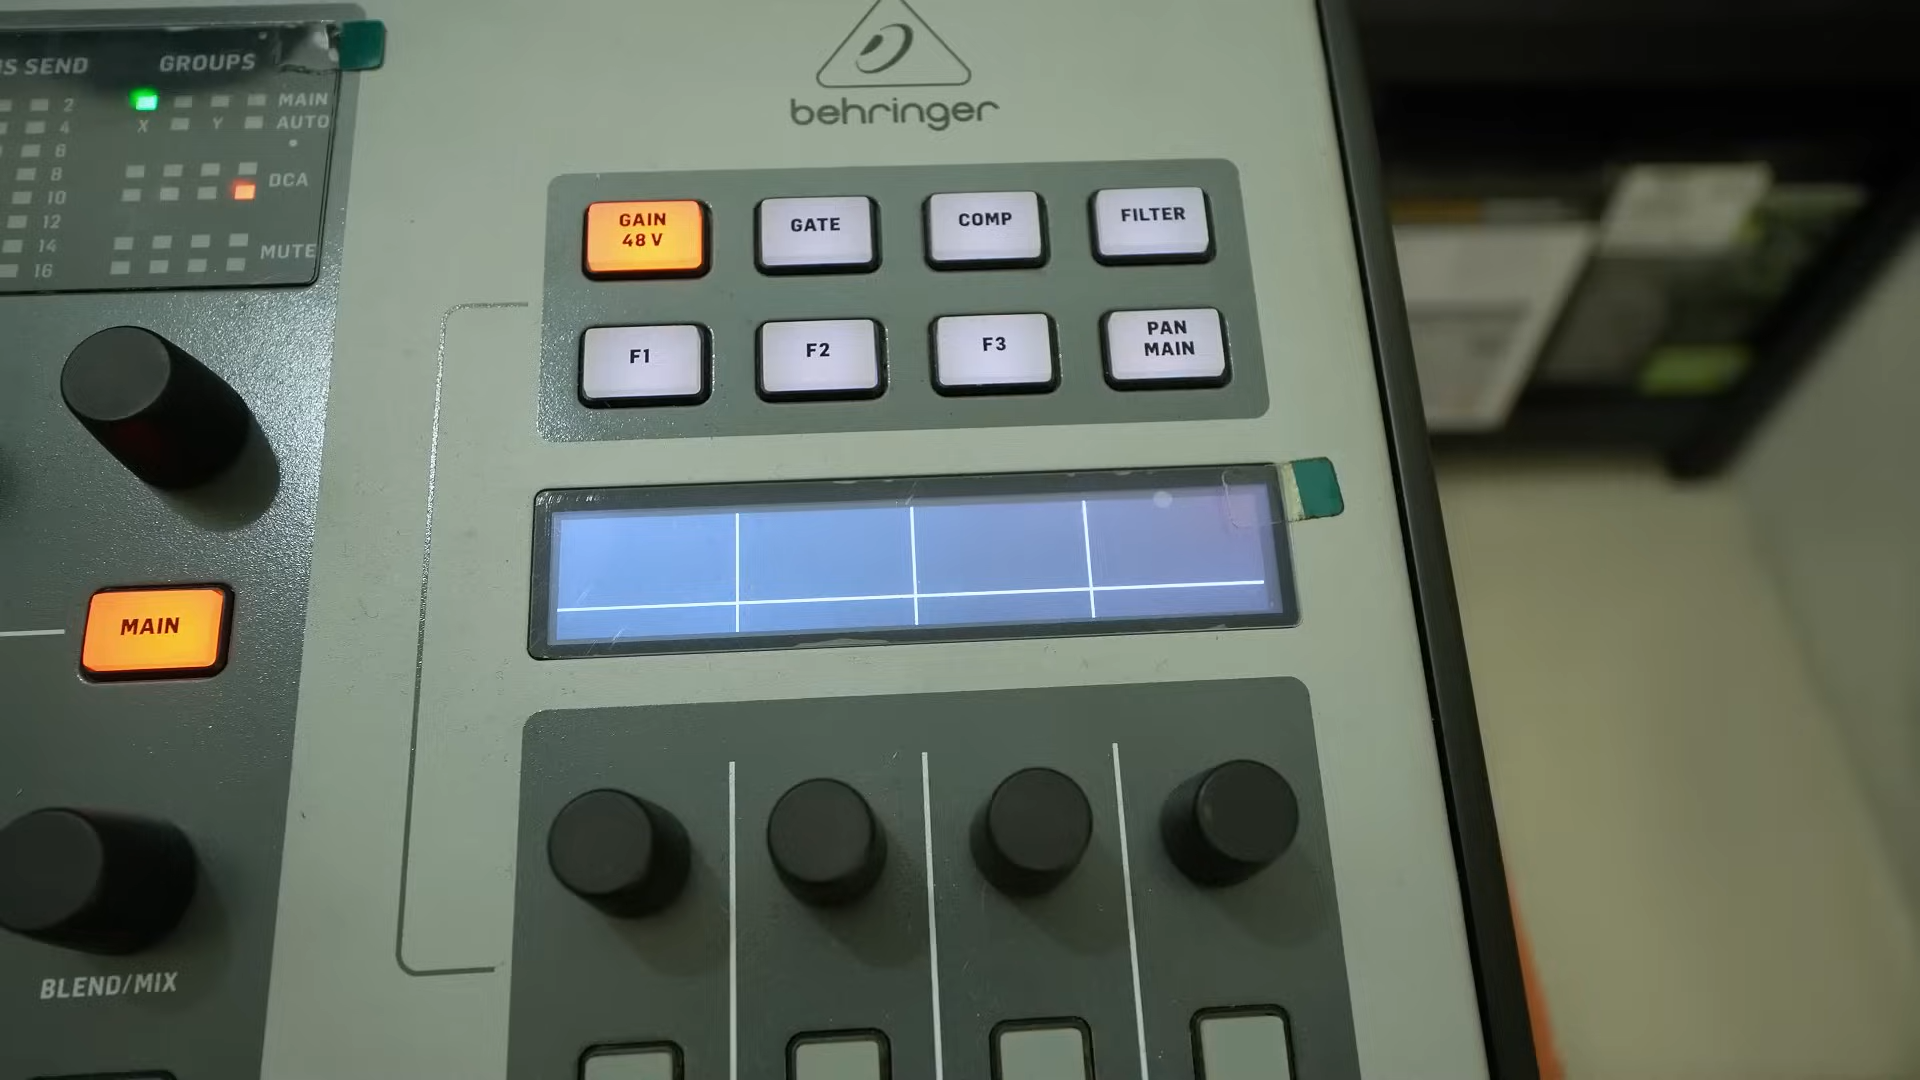 S SEND
GROUPS
2
MAIN
4
X
Y
AUTO
6
8
DCA
10
12
14
MUTE
16
behringer
GAIN
48 V
GATE
COMP
FILTER
F1
F2
F3
PAN
MAIN
MAIN
BLEND/MIX